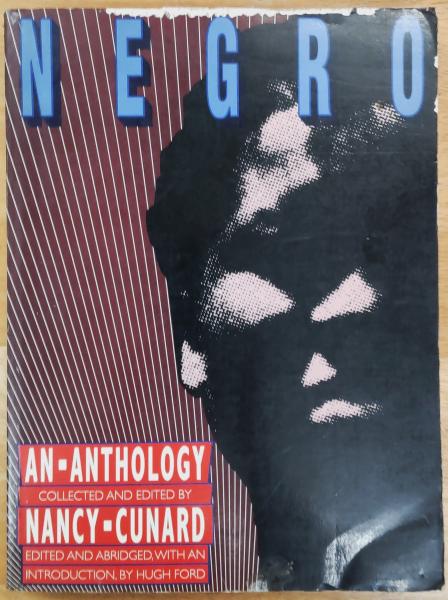 NEGRO
AN-ANTHOLOGY
COLLECTED AND EDITED BY
NANCY-CUNARD
EDITED AND ABRIDGED, WITH AN
INTRODUCTION, BY HUGH FORD